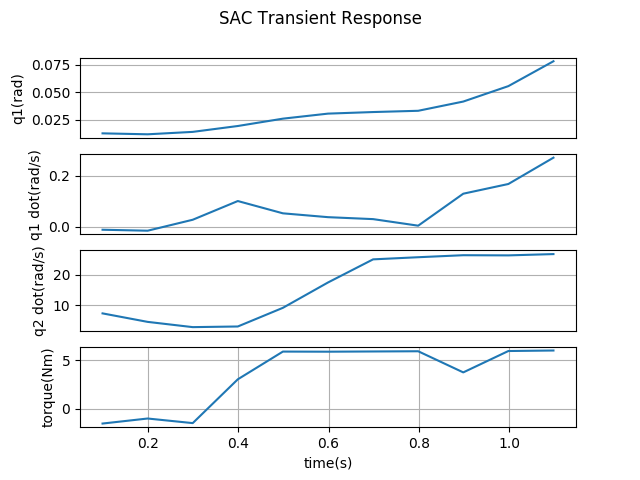 SAC Transient Response
q1(rad)
0.075
0.050
0.025
q1 dot(rad/s)
0.2
0.0
q2 dot(rad/s)
20
10
torque(Nm)
5
0
0.2 0.4 0.6 0.8 1.0
time(s)